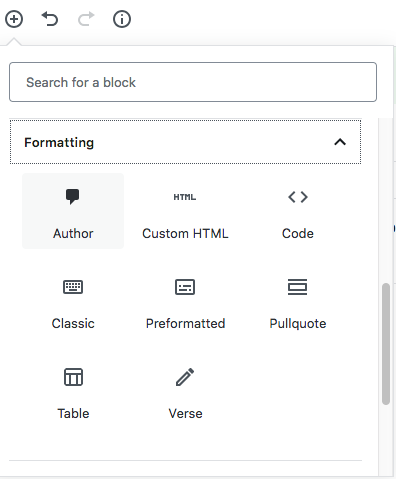 Search for a block
Formatting
HTML
Author Custom HTML Code
Classic Preformatted Pullquote
Table Verse